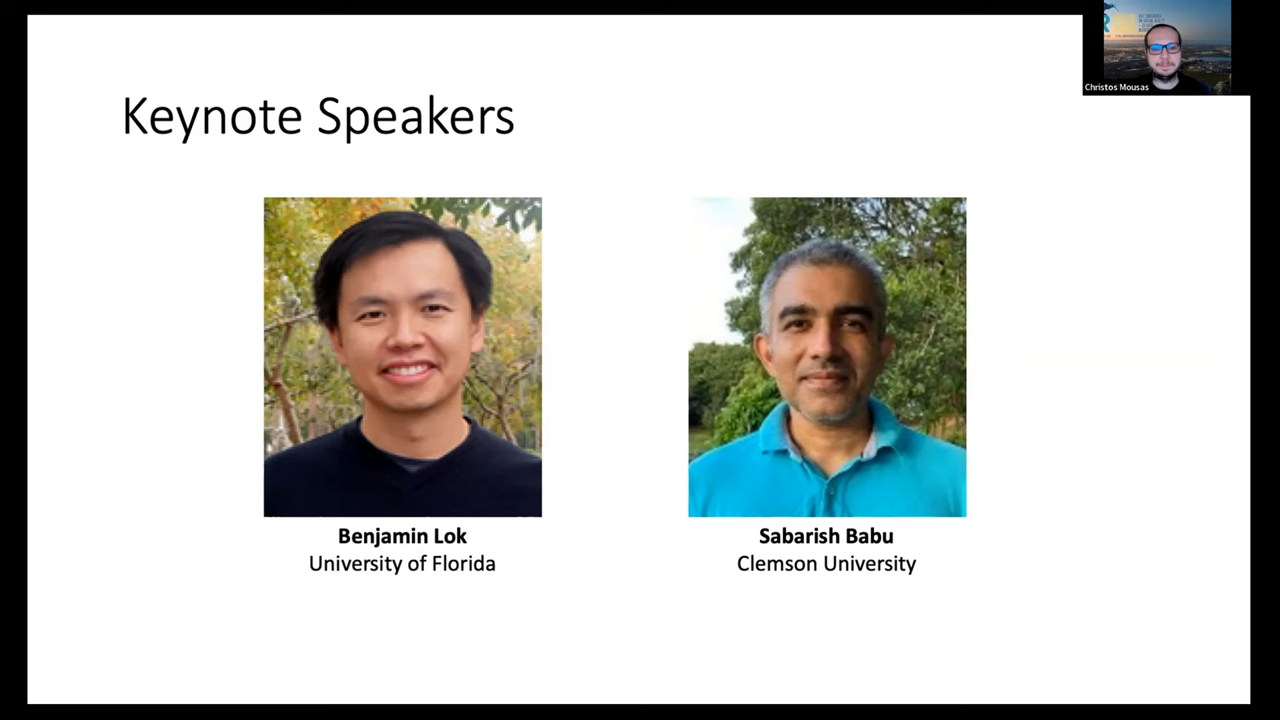 Keynote Speakers
Christos Mousas
Benjamin Lok
University of Florida
Sabarish Babu
Clemson University